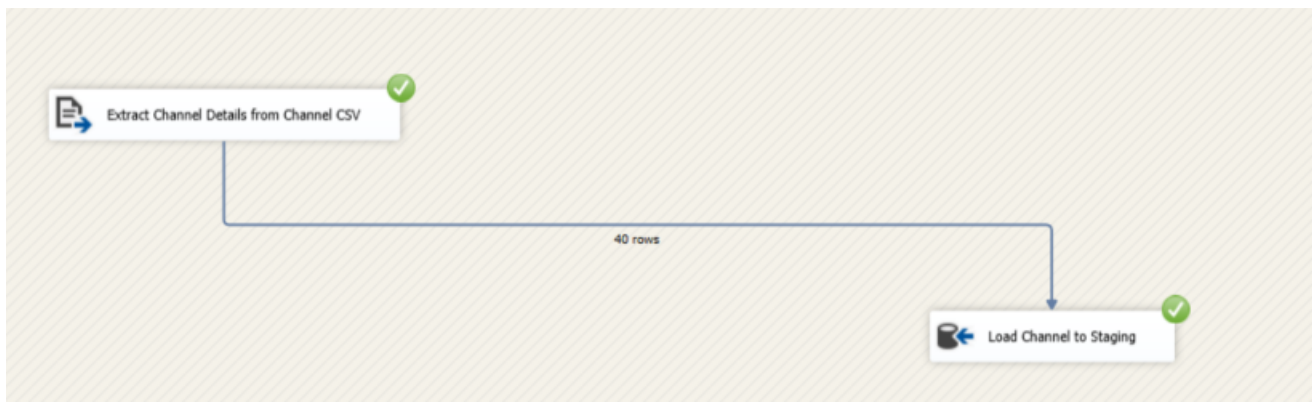 Extract Channel Details from Channel CSV
40 rows
Load Channel to Staging